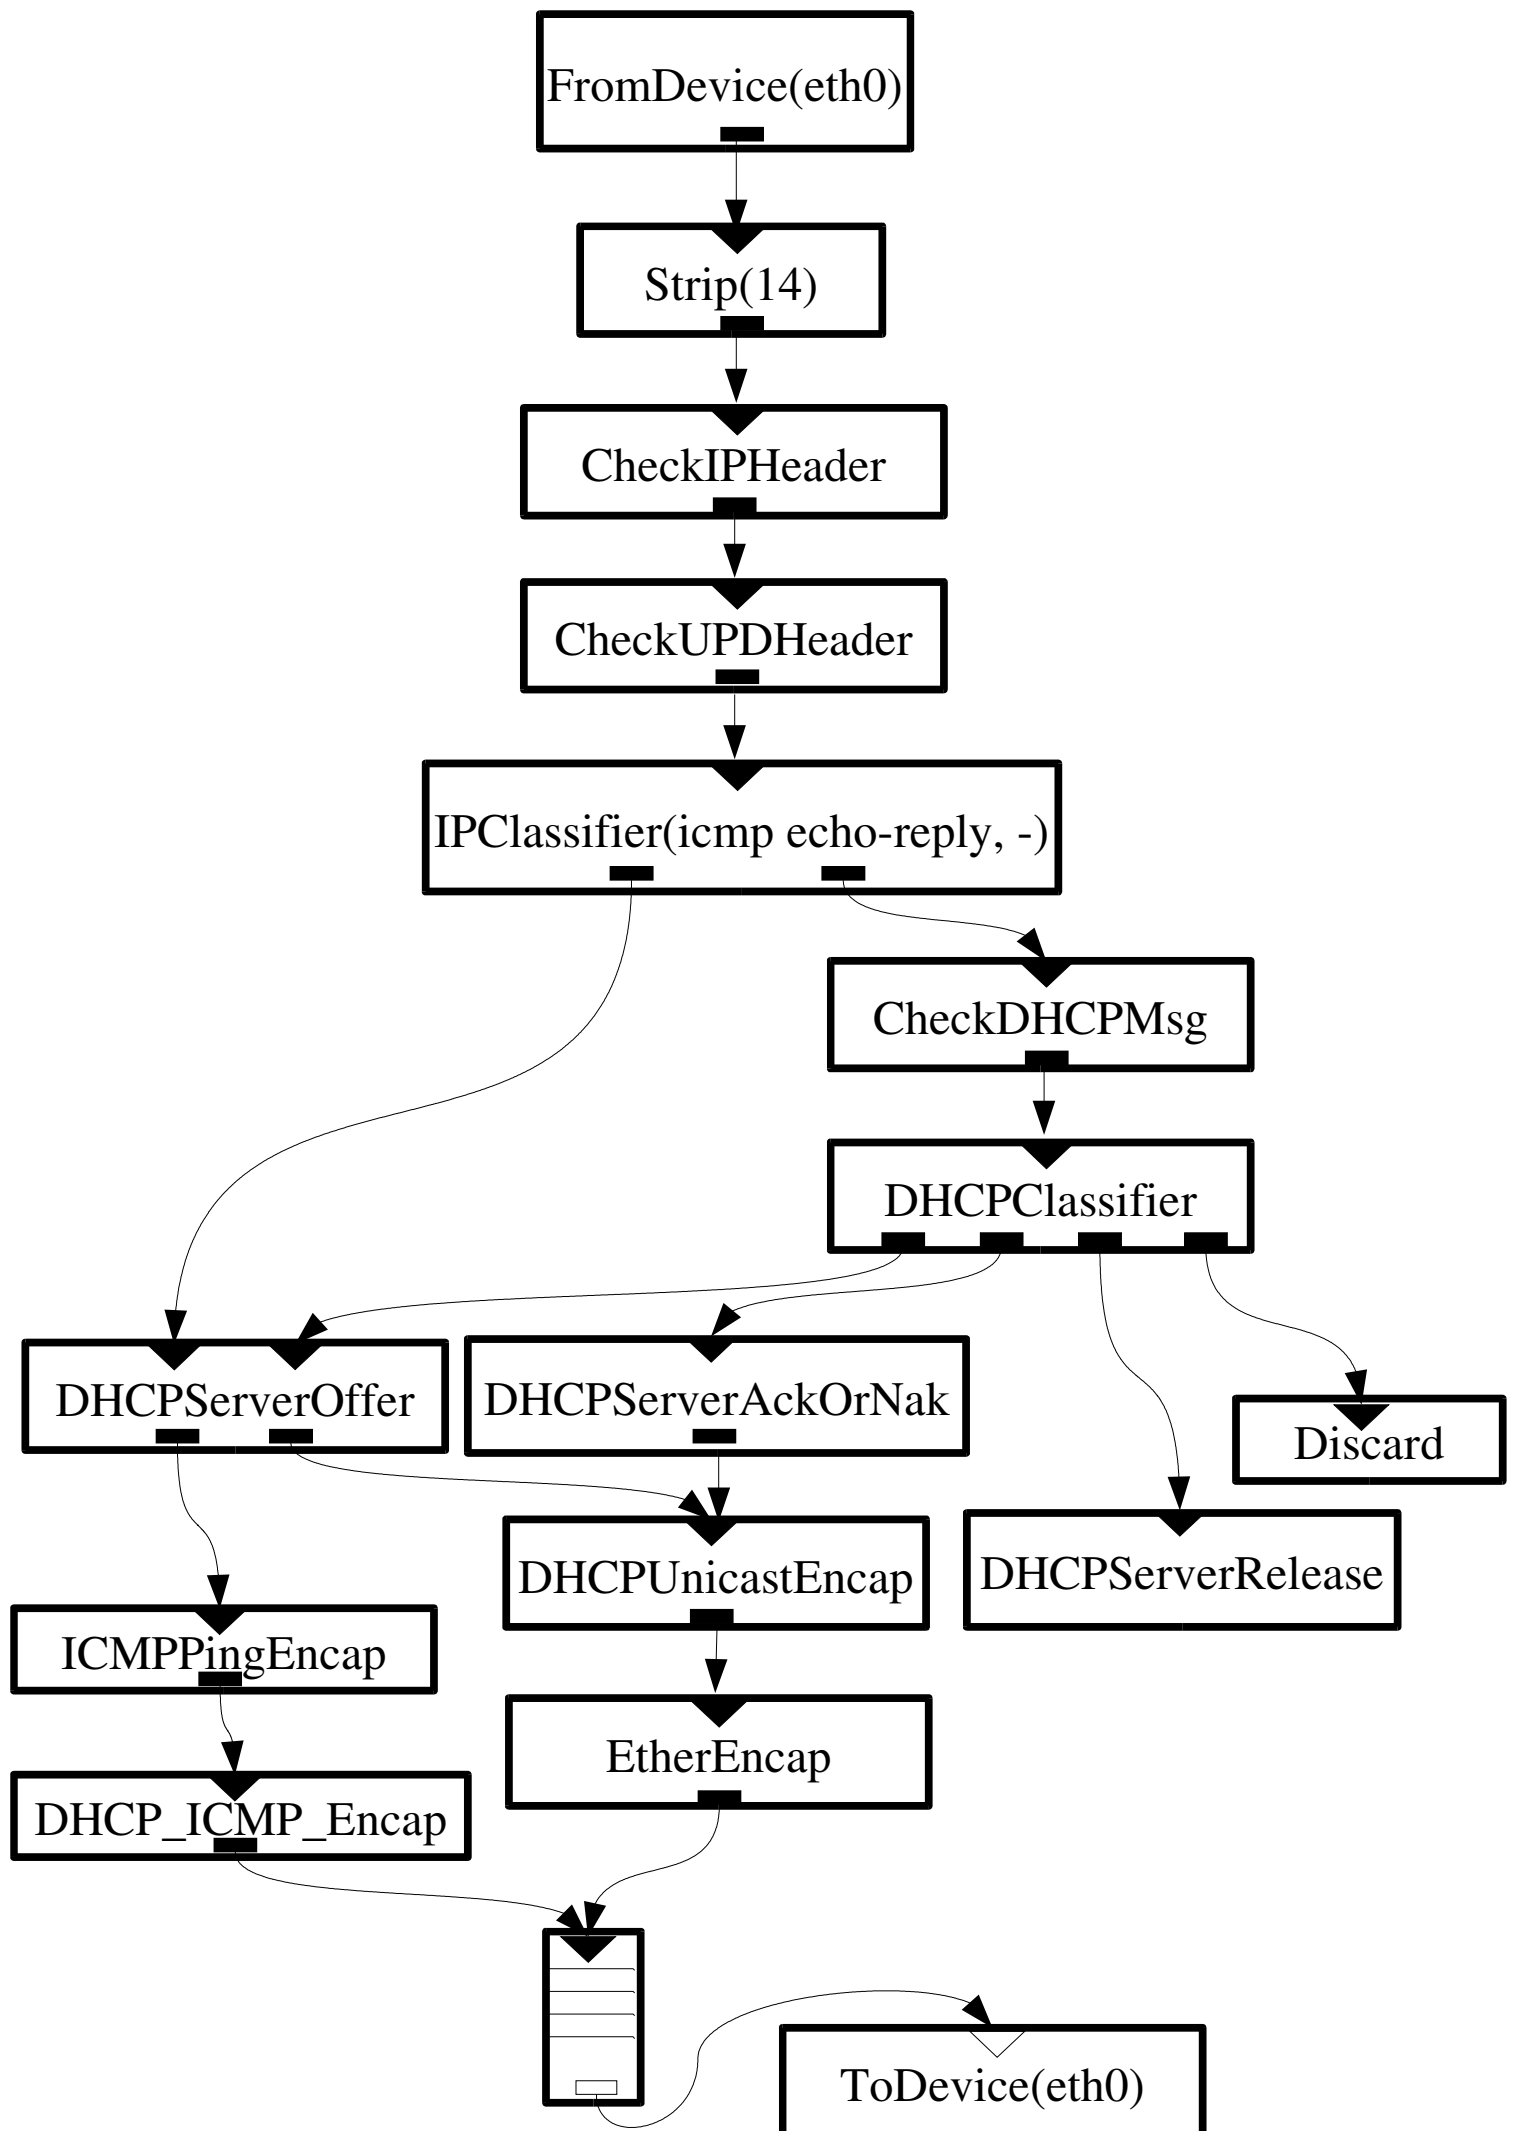 FromDevice(eth0)
Strip(14)
CheckIPHeader
CheckUPDHeader
IPClassifier(icmp echo-reply, -)
CheckDHCPMsg
DHCPClassifier
DHCPServerOffer
DHCPServerAckOrNak
Discard
DHCPUnicastEncap
DHCPServerRelease
ICMPPingEncap
EtherEncap
DHCP_ICMP_Encap
ToDevice(eth0)